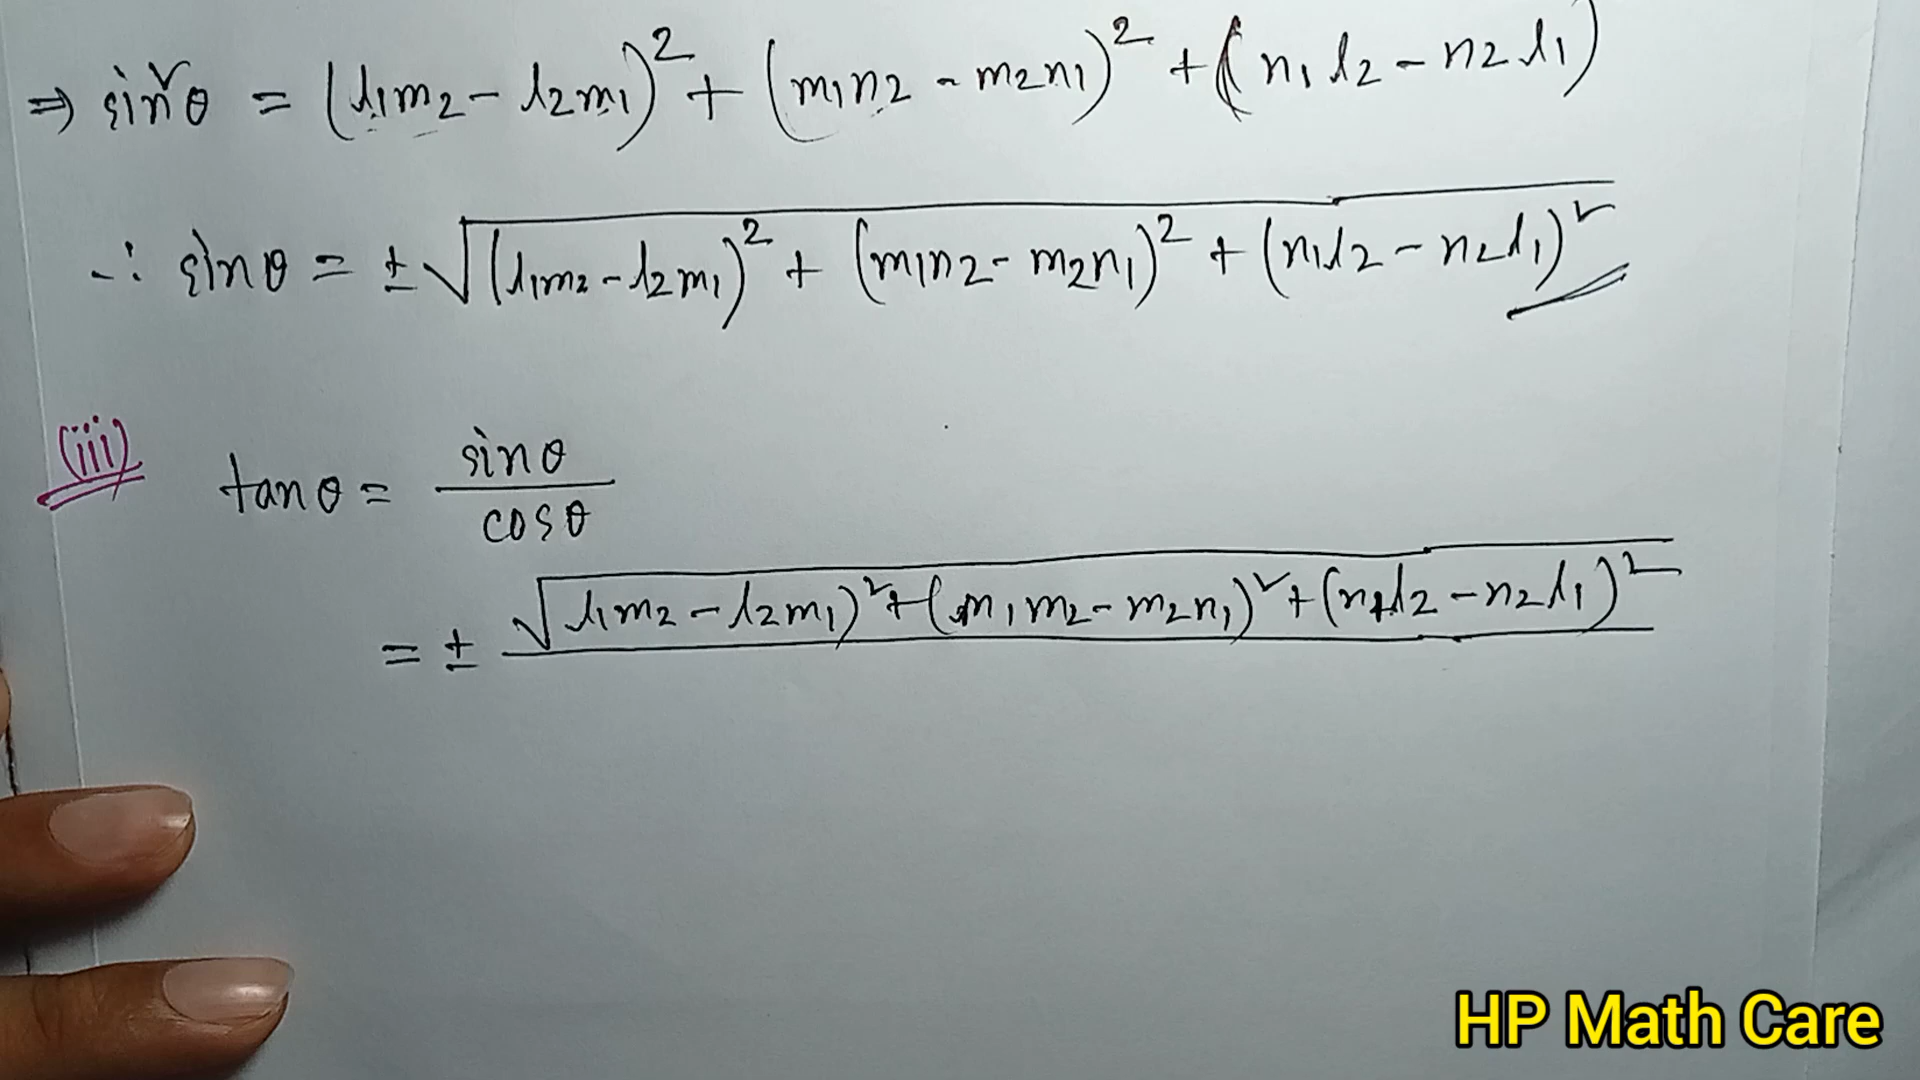 ⇒ sin²θ = (l₁m₂ - l₂m₁)² + (m₁n₂ - m₂n₁)² + (n₁l₂ - n₂l₁)
∴ sinθ = ± √(l₁m₂ - l₂m₁)² + (m₁n₂ - m₂n₁)² + (n₁l₂ - n₂l₁)²
(iii) tanθ = sinθ / cosθ
= ± √l₁m₂ - l₂m₁)² + (m₁m₂ - m₂n₁)² + (n₁l₂ - n₂l₁)²
HP Math Care